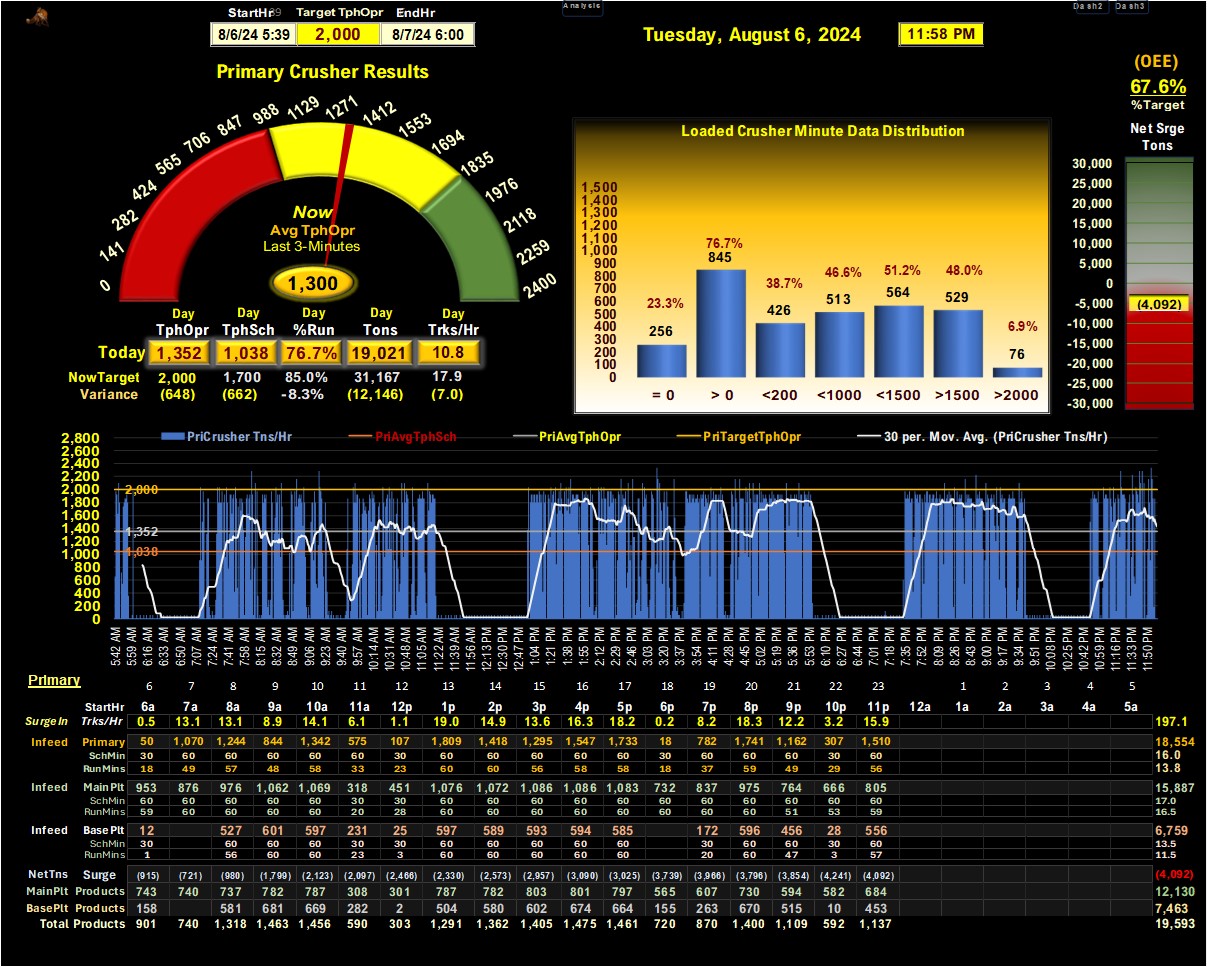 StartHr Target TphOpr EndHr
8/6/24 5:39 2,000 8/7/24 6:00
Analysis
Dash2 Dash3
Tuesday, August 6, 2024 11:58 PM
(OEE)
67.6%
%Target
Net Srge
Tons
Primary Crusher Results
0 141 282 424 565 706 847 988 1129 1271 1412 1553 1694 1835 1976 2118 2259 2400
Now
Avg TphOpr
Last 3-Minutes
1,300
Day Day Day Day Day
TphOpr TphSch %Run Tons Trks/Hr
Today 1,352 1,038 76.7% 19,021 10.8
NowTarget 2,000 1,700 85.0% 31,167 17.9
Variance (648) (662) -8.3% (12,146) (7.0)
Loaded Crusher Minute Data Distribution
1,500
1,400
1,300
1,200
1,100
1,000
900
800
700
600
500
400
300
200
100
0
23.3% 76.7% 38.7% 46.6% 51.2% 48.0% 6.9%
256 845 426 513 564 529 76
= 0 > 0 <200 <1000 <1500 >1500 >2000
30,000
25,000
20,000
15,000
10,000
5,000
0
-5,000
-10,000
-15,000
-20,000
-25,000
-30,000
(4,092)
PriCrusher Tns/Hr PriAvgTphSch PriAvgTphOpr PriTargetTphOpr 30 per. Mov. Avg. (PriCrusher Tns/Hr)
2,800
2,600
2,400
2,200
2,000
1,800
1,600
1,400
1,200
1,000
800
600
400
200
0
2,000
1,352
1,038
5:42 AM 5:59 AM 6:16 AM 6:33 AM 6:50 AM 7:07 AM 7:24 AM 7:41 AM 7:58 AM 8:15 AM 8:32 AM 8:49 AM 9:06 AM 9:23 AM 9:40 AM 9:57 AM 10:14 AM 10:31 AM 10:48 AM 11:05 AM 11:22 AM 11:39 AM 11:56 AM 12:13 PM 12:30 PM 12:47 PM 1:04 PM 1:21 PM 1:38 PM 1:55 PM 2:12 PM 2:29 PM 2:46 PM 3:03 PM 3:20 PM 3:37 PM 3:54 PM 4:11 PM 4:28 PM 4:45 PM 5:02 PM 5:19 PM 5:36 PM 5:53 PM 6:10 PM 6:27 PM 6:44 PM 7:01 PM 7:18 PM 7:35 PM 7:52 PM 8:09 PM 8:26 PM 8:43 PM 9:00 PM 9:17 PM 9:34 PM 9:51 PM 10:08 PM 10:25 PM 10:42 PM 10:59 PM 11:16 PM 11:33 PM 11:50 PM
Primary
6 7 8 9 10 11 12 13 14 15 16 17 18 19 20 21 22 23 1 2 3 4 5
StartHr 6a 7a 8a 9a 10a 11a 12a 1p 2p 3p 4p 5p 6p 7p 8p 9p 10p 11p 12a 1a 2a 3a 4a 5a
SurgeIn Trks/Hr 0.5 13.1 13.1 8.9 14.1 6.1 1.1 19.0 14.9 13.6 16.3 18.2 0.2 8.2 18.3 12.2 3.2 15.9 197.1
Infeed Primary 50 1,070 1,244 844 1,342 575 107 1,809 1,418 1,295 1,547 1,733 18 782 1,741 1,162 307 1,510 18,554
SchMin 30 60 60 60 60 60 30 60 60 60 60 60 30 60 60 60 30 60 16.0
RunMins 18 49 57 48 58 33 23 60 60 56 58 58 18 37 59 49 29 56 13.8
Infeed MainPlt 953 876 976 1,062 1,069 318 451 1,076 1,072 1,086 1,086 1,083 732 837 975 764 666 805 15,887
SchMin 60 60 60 60 60 30 30 60 60 60 60 60 60 60 60 60 60 60 17.0
RunMins 59 60 60 60 60 20 28 60 60 60 60 60 60 60 60 51 53 59 16.5
Infeed BasePlt 12 527 601 597 231 25 597 589 593 594 585 172 596 456 28 556 6,759
SchMin 30 60 60 60 30 30 60 60 60 60 60 60 60 60 30 60 13.5
RunMins 1 56 60 60 23 3 60 60 60 60 60 20 60 47 3 57 11.5
NetTns Surge (915) (721) (980) (1,799) (2,123) (2,097) (2,466) (2,330) (2,573) (2,957) (3,090) (3,025) (3,739) (3,966) (3,796) (3,854) (4,241) (4,092) (4,092)
MainPlt Products 743 740 737 782 787 308 301 787 782 803 801 797 565 607 730 594 582 684 12,130
BasePlt Products 158 581 681 669 282 2 504 580 602 674 664 155 263 670 515 10 453 7,463
Total Products 901 740 1,318 1,463 1,456 590 303 1,291 1,362 1,405 1,475 1,461 720 870 1,400 1,109 592 1,137 19,593